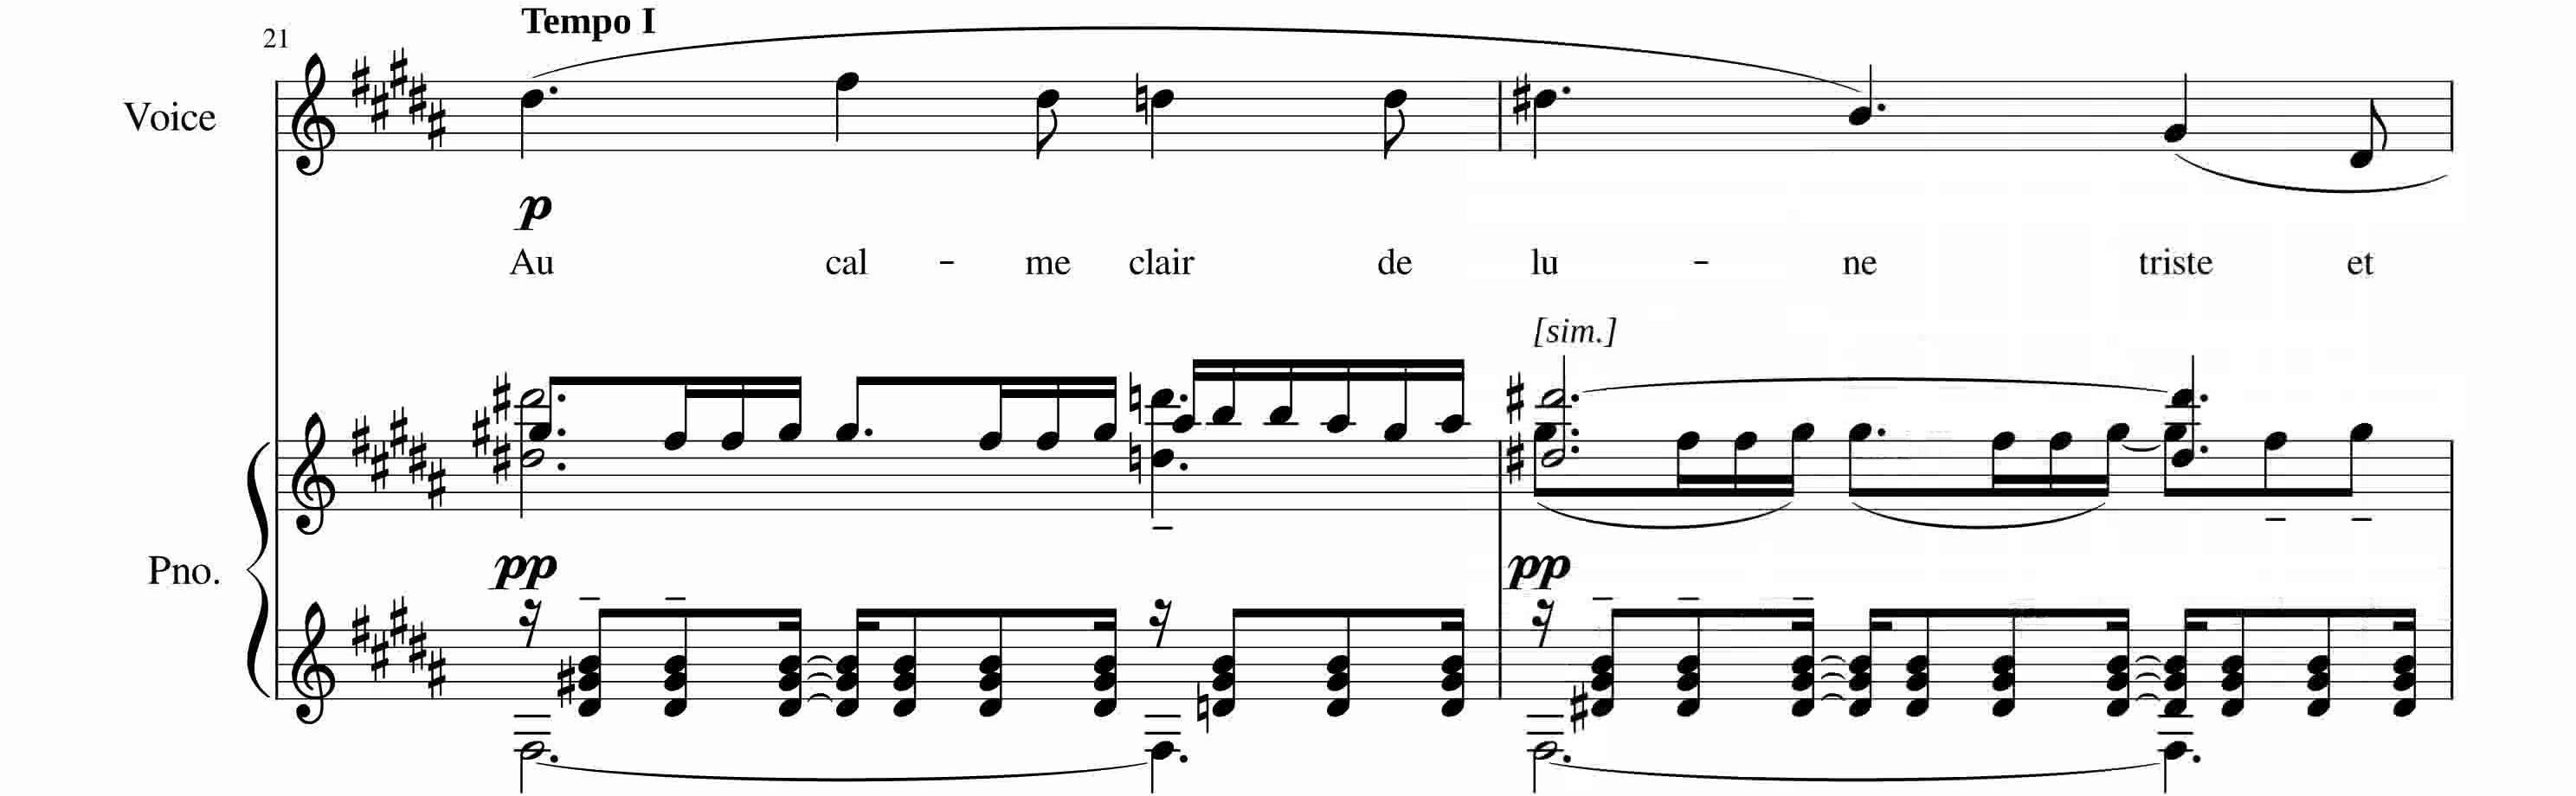 Tempo I
21
Voice
p
Au cal - me clair de lu - ne triste et
[sim.]
Pno.
pp pp